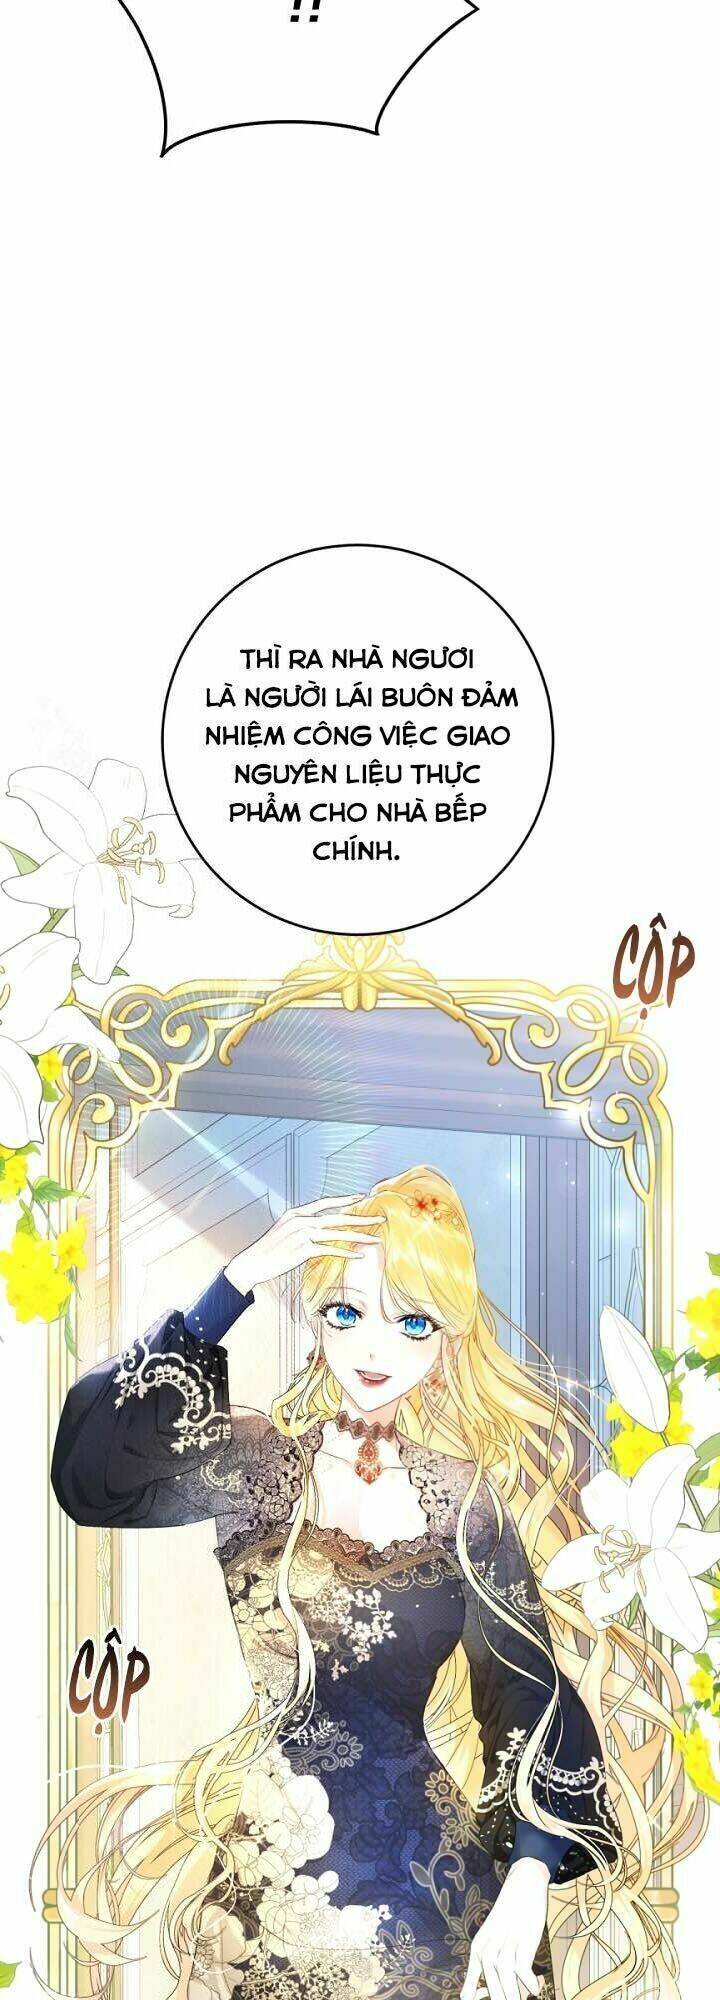 !!
THÌ RA NHÀ NGƯƠI
LÀ NGƯỜI LÁI BUÔN ĐẢM
NHIỆM CÔNG VIỆC GIAO
NGUYÊN LIỆU THỰC
PHẨM CHO NHÀ BẾP
CHÍNH.
CỘP
CỘP